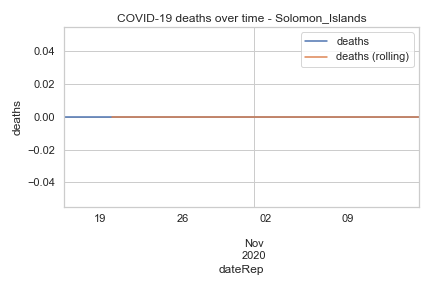 COVID-19 deaths over time - Solomon_Islands
deaths
deaths (rolling)
deaths
0.04
0.02
0.00
−0.02
−0.04
19
26
02
09
Nov
2020
dateRep